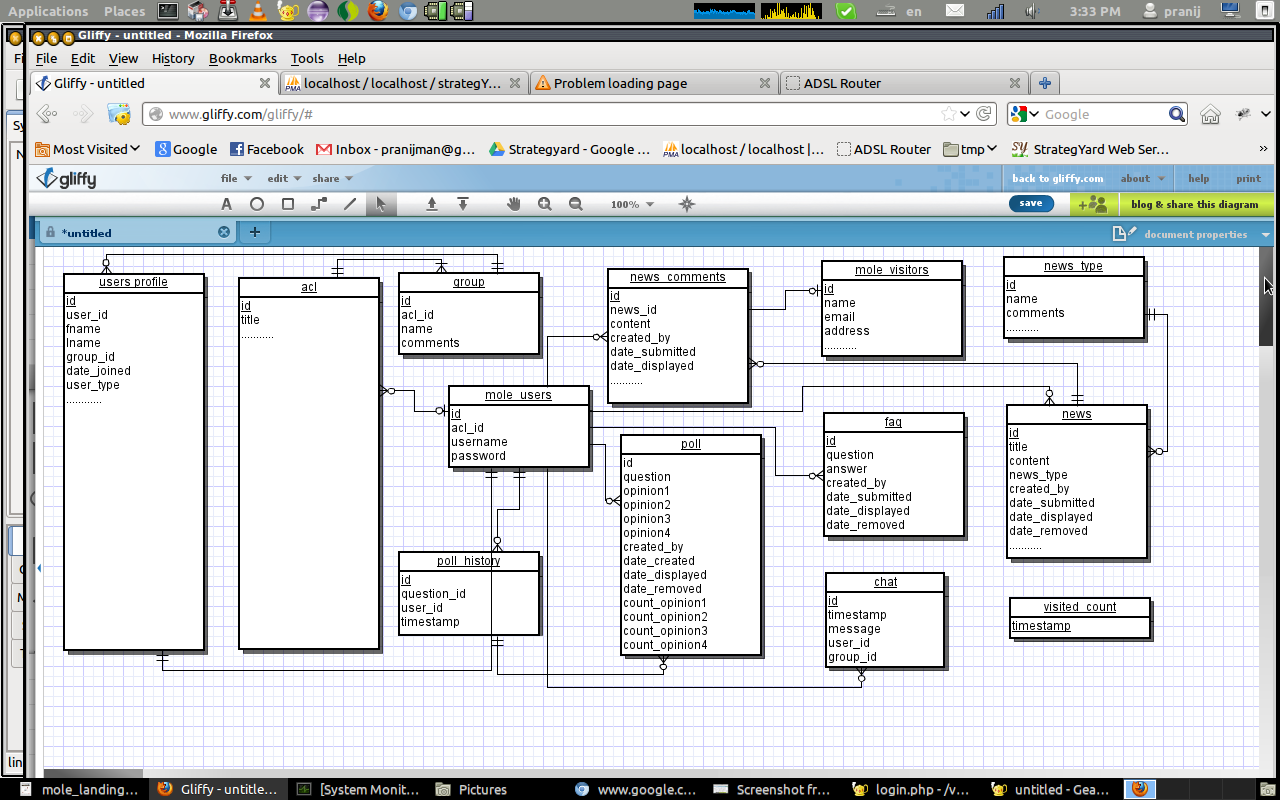 Applications Places en 3:33 PM pranij
Gliffy - untitled - Mozilla Firefox
File Edit View History Bookmarks Tools Help
Gliffy - untitled
localhost / localhost / strategY...
Problem loading page
ADSL Router
www.gliffy.com/gliffy/#
Google
Most Visited Google Facebook Inbox - pranijman@g... Strategyard - Google ... localhost / localhost |... ADSL Router tmp StrategYard Web Ser... »
gliffy file edit share back to gliffy.com about help print
A 100% save blog & share this diagram
*untitled
document properties
users profile
id
user_id
fname
lname
group_id
date_joined
user_type
............
acl
id
title
...........
group
id
acl_id
name
comments
news_comments
id
news_id
content
created_by
date_submitted
date_displayed
...........
mole_visitors
id
name
email
address
...........
news_type
id
name
comments
...........
mole_users
id
acl_id
username
password
poll
id
question
opinion1
opinion2
opinion3
opinion4
created_by
date_created
date_displayed
date_removed
count_opinion1
count_opinion2
count_opinion3
count_opinion4
faq
id
question
answer
created_by
date_submitted
date_displayed
date_removed
news
id
title
content
news_type
created_by
date_submitted
date_displayed
date_removed
...........
poll_history
id
question_id
user_id
timestamp
chat
id
timestamp
message
user_id
group_id
visited_count
timestamp
lin
mole_landing... Gliffy - untitle... [System Monit... Pictures www.google.c... Screenshot fr... login.php - /v... untitled - Gea...